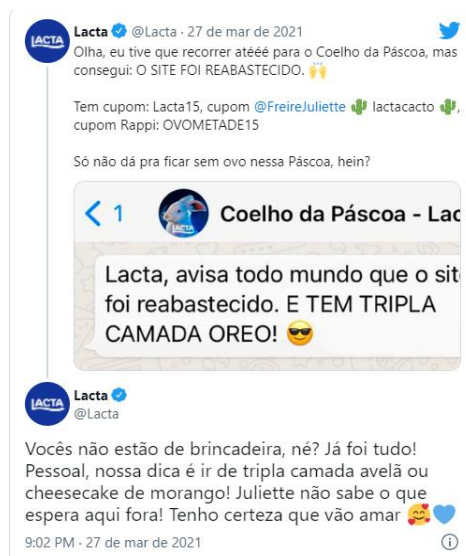 LACTA
Lacta @Lacta · 27 de mar de 2021
Olha, eu tive que recorrer atééé para o Coelho da Páscoa, mas
consegui: O SITE FOI REABASTECIDO. 🙌
Tem cupom: Lacta15, cupom @FreireJuliette 🌵 lactacacto 🌵,
cupom Rappi: OVOMETADE15
Só não dá pra ficar sem ovo nessa Páscoa, hein?
1
LACTA
Coelho da Páscoa - Lac
Lacta, avisa todo mundo que o sit
foi reabastecido. E TEM TRIPLA
CAMADA OREO! 😎
LACTA
Lacta
@Lacta
Vocês não estão de brincadeira, né? Já foi tudo!
Pessoal, nossa dica é ir de tripla camada avelã ou
cheesecake de morango! Juliette não sabe o que
espera aqui fora! Tenho certeza que vão amar 🥰💙
9:02 PM · 27 de mar de 2021